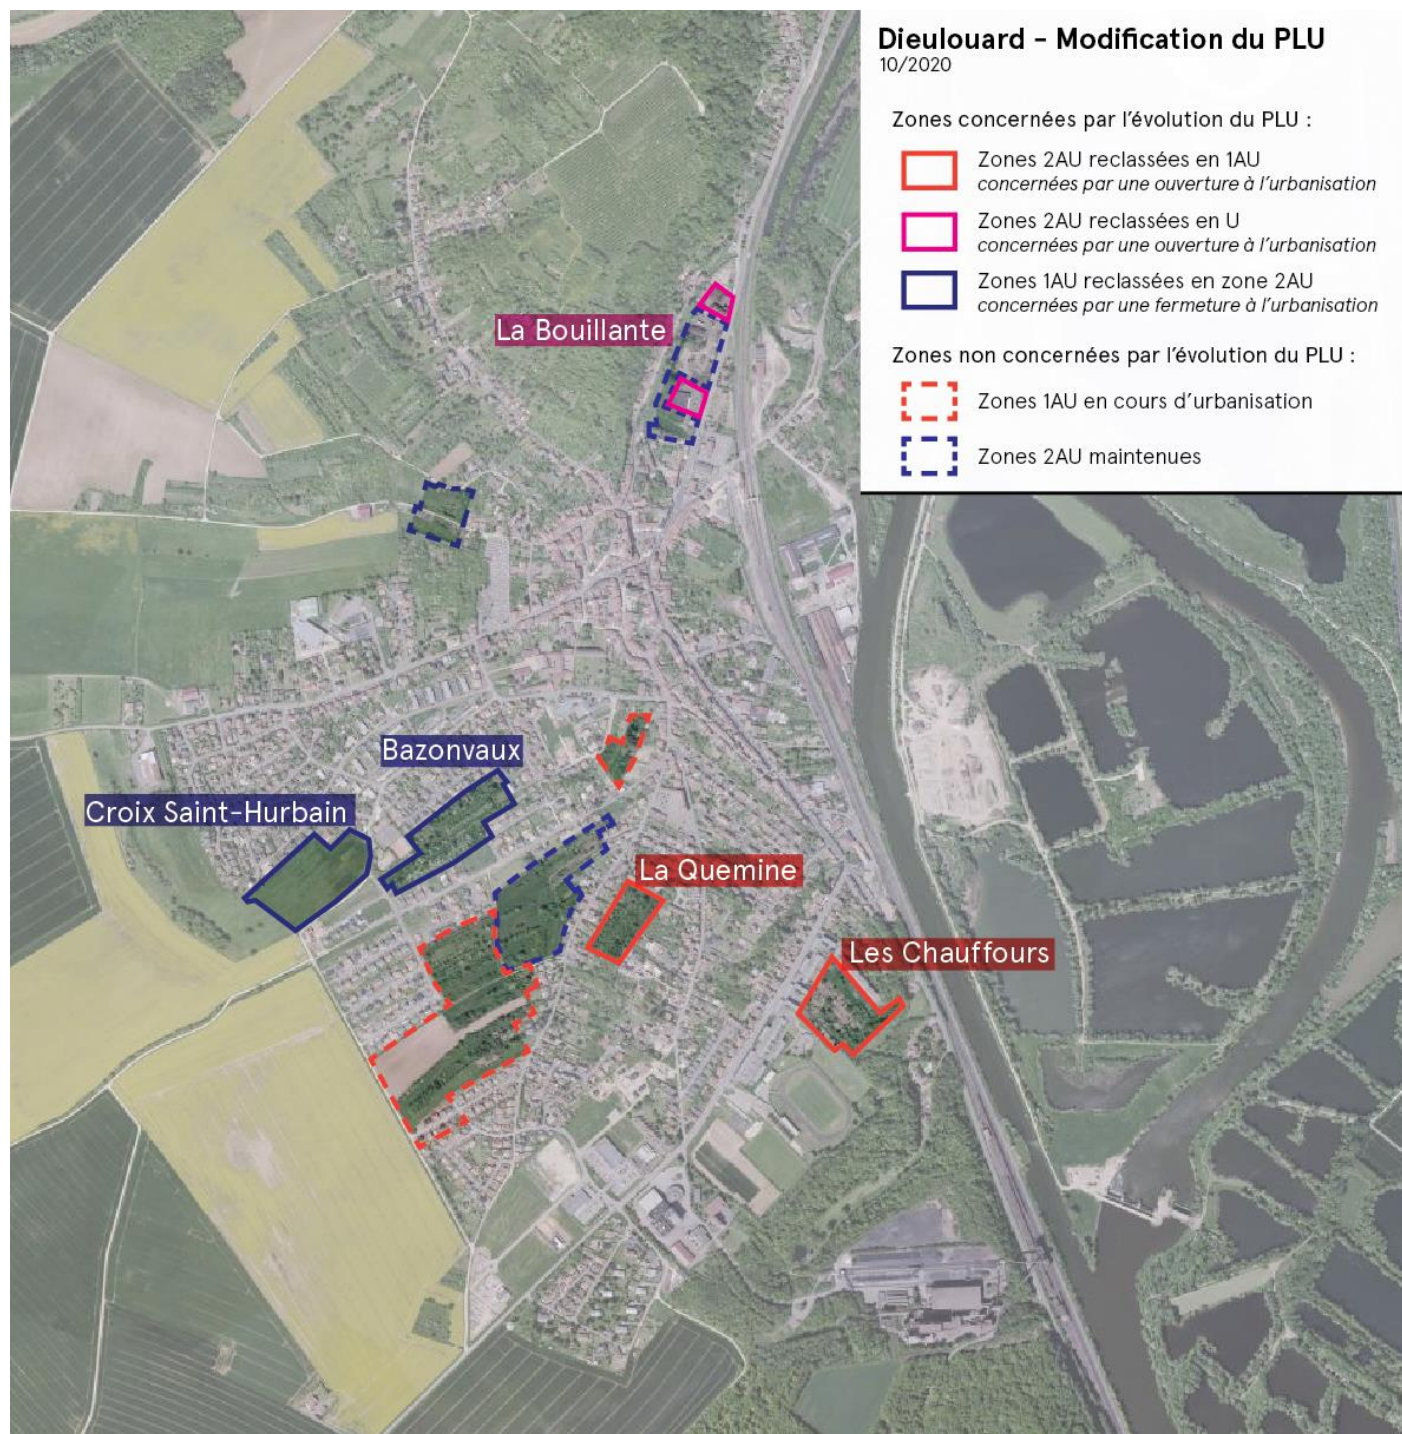 Dieulouard - Modification du PLU
10/2020
Zones concernées par l'évolution du PLU :
Zones 2AU reclassées en 1AU
concernées par une ouverture à l'urbanisation
Zones 2AU reclassées en U
concernées par une ouverture à l'urbanisation
Zones 1AU reclassées en zone 2AU
concernées par une fermeture à l'urbanisation
Zones non concernées par l'évolution du PLU :
Zones 1AU en cours d'urbanisation
Zones 2AU maintenues
La Bouillante
Bazonvaux
Croix Saint-Hurbain
La Quemine
Les Chauffours